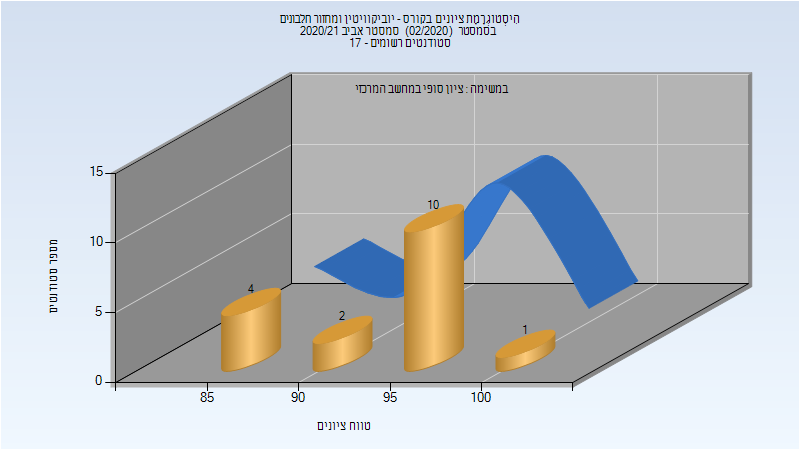 היסטוגרמת ציונים בקורס - יוביקוויטין ומחזור חלבונים
בסמסטר (02/2020) סמסטר אביב 2020/21
סטודנטים רשומים - 17
במשימה : ציון סופי במחשב המרכזי
15
10
5
0
מספר סטודנטים
4
2
10
1
85
90
95
100
טווח ציונים